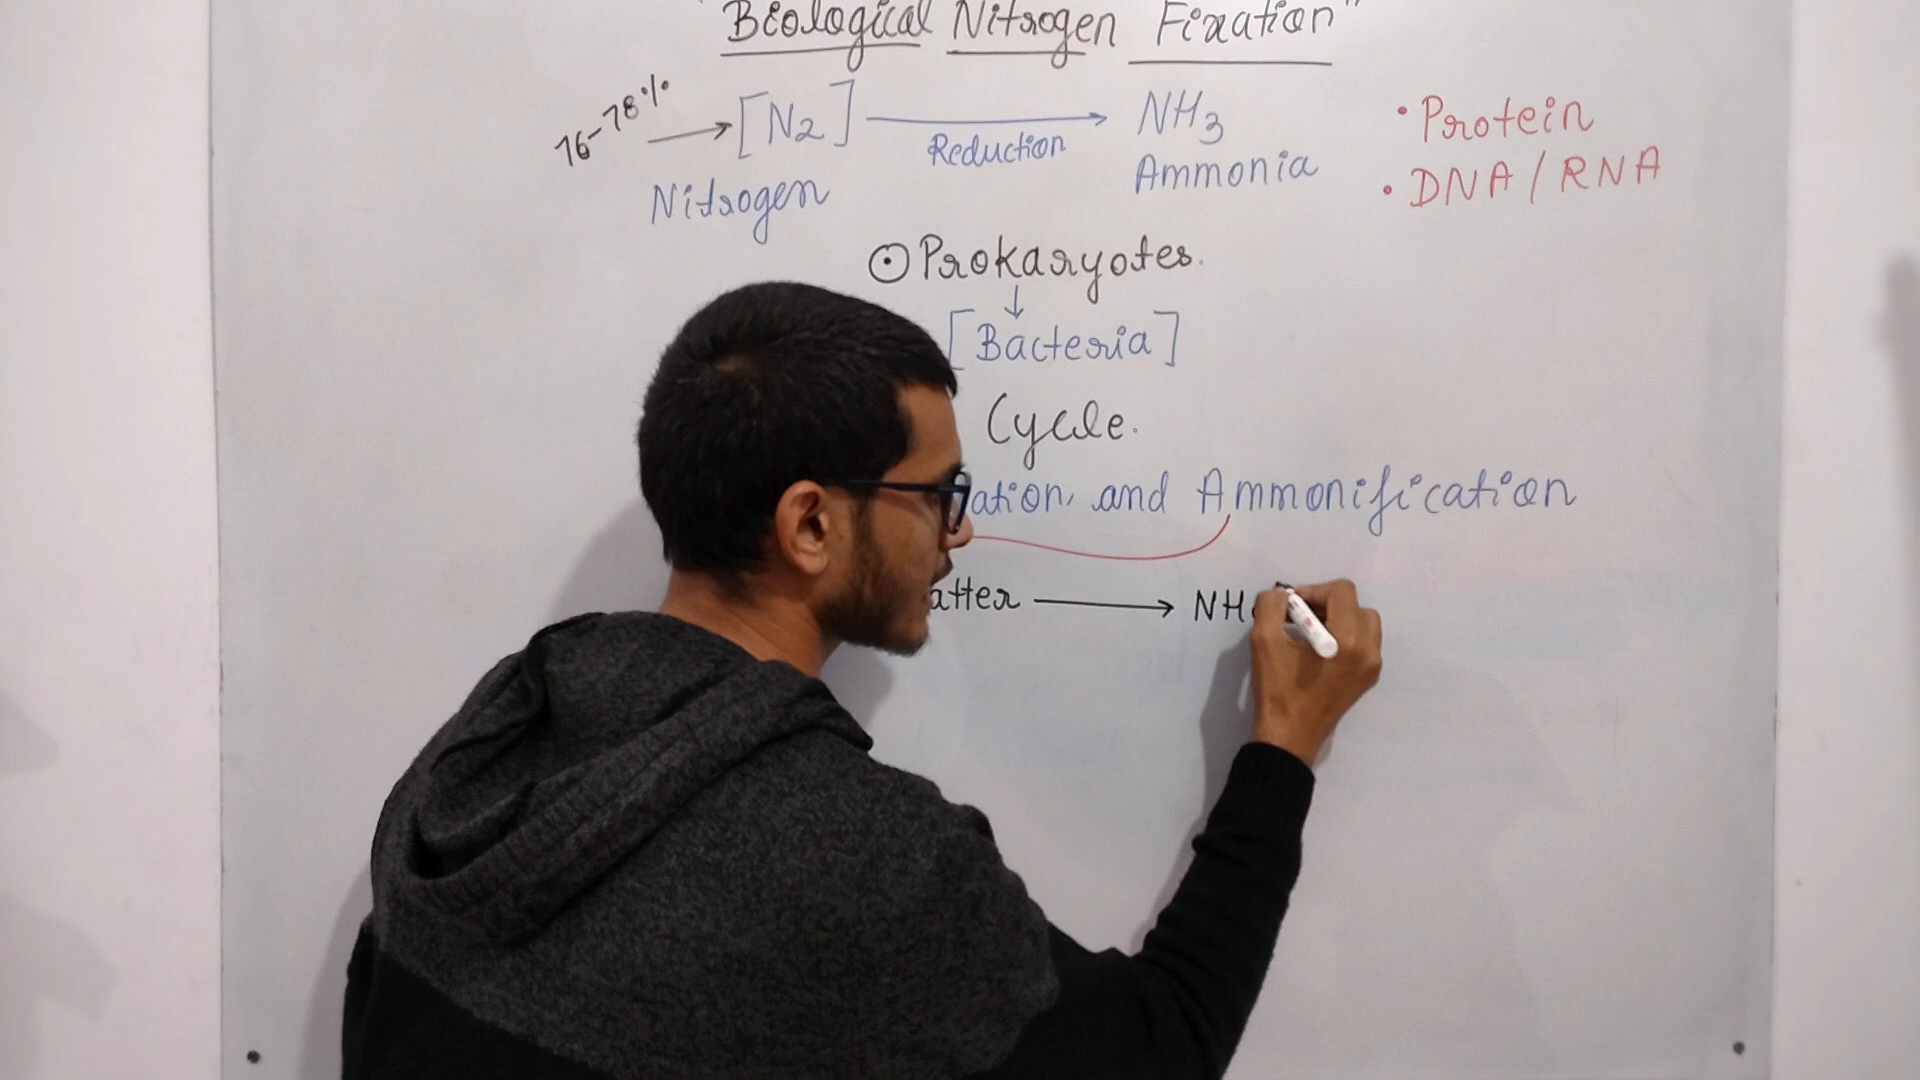 "Biological Nitrogen Fixation"
76-78% → [N2] → NH3
Reduction
Nitrogen
Ammonia
• Protein
• DNA/RNA
⊙ Prokaryotes.
↓
[Bacteria]
Cycle.
and Ammonification
→ NH